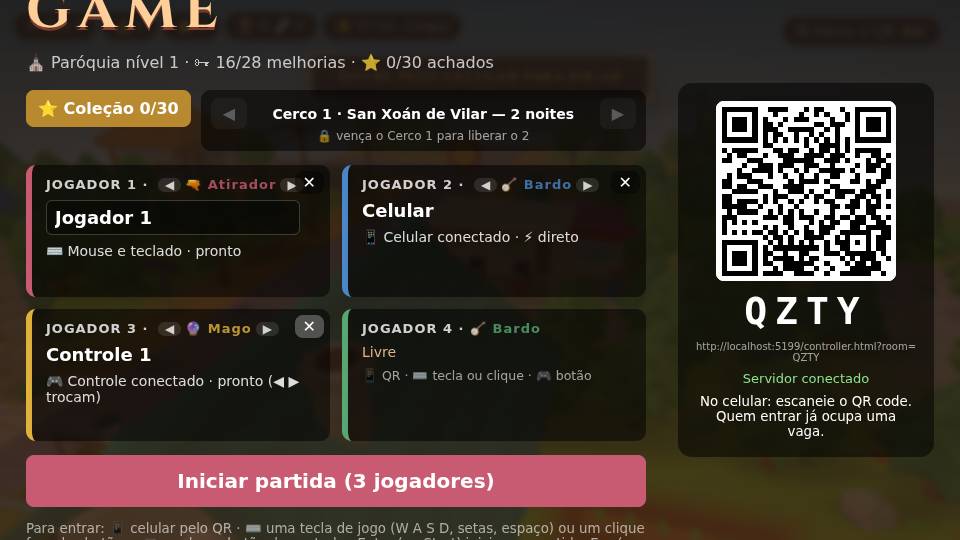 GAME
Paróquia nível 1 · 16/28 melhorias · 0/30 achados
Coleção 0/30
Cerco 1 · San Xoán de Vilar — 2 noites
vença o Cerco 1 para liberar o 2
JOGADOR 1 · ◀ Atirador ▶ ✕
Jogador 1
Mouse e teclado · pronto
JOGADOR 2 · ◀ Bardo ▶ ✕
Celular
Celular conectado · ⚡ direto
JOGADOR 3 · ◀ Mago ▶ ✕
Controle 1
Controle conectado · pronto (◀ ▶
trocam)
JOGADOR 4 · Bardo
Livre
QR · tecla ou clique · botão
Iniciar partida (3 jogadores)
Para entrar: celular pelo QR · uma tecla de jogo (W A S D, setas, espaço) ou um clique
QZTY
http://localhost:5199/controller.html?room=
QZTY
Servidor conectado
No celular: escaneie o QR code.
Quem entrar já ocupa uma
vaga.